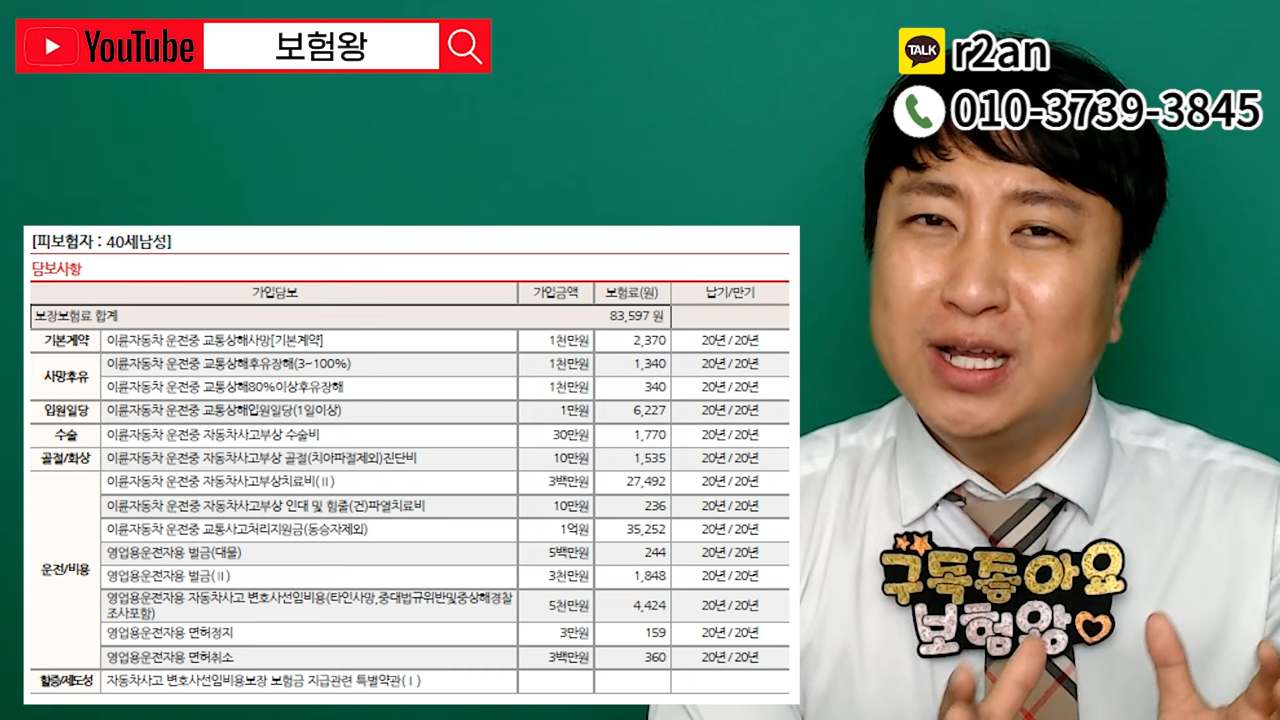 YouTube 보험왕
TALK r2an
010-3739-3845
[피보험자 : 40세남성]
담보사항
가입담보 가입금액 보험료(원) 납기/만기
보장보험료 합계 83,597 원
기본계약 이륜자동차 운전중 교통상해사망[기본계약] 1천만원 2,370 20년 / 20년
사망후유 이륜자동차 운전중 교통상해후유장해(3~100%) 1천만원 1,340 20년 / 20년
이륜자동차 운전중 교통상해80%이상후유장해 1천만원 340 20년 / 20년
입원일당 이륜자동차 운전중 교통상해입원일당(1일이상) 1만원 6,227 20년 / 20년
수술 이륜자동차 운전중 자동차사고부상 수술비 30만원 1,770 20년 / 20년
골절/화상 이륜자동차 운전중 자동차사고부상 골절(치아파절제외)진단비 10만원 1,535 20년 / 20년
운전/비용 이륜자동차 운전중 자동차사고부상치료비(Ⅱ) 3백만원 27,492 20년 / 20년
이륜자동차 운전중 자동차사고부상 인대 및 힘줄(건)파열치료비 10만원 236 20년 / 20년
이륜자동차 운전중 교통사고처리지원금(동승자제외) 1억원 35,252 20년 / 20년
영업용운전자용 벌금(대물) 5백만원 244 20년 / 20년
영업용운전자용 벌금(Ⅱ) 3천만원 1,848 20년 / 20년
영업용운전자용 자동차사고 변호사선임비용(타인사망,중대법규위반및중상해경찰
조사포함) 5천만원 4,424 20년 / 20년
영업용운전자용 면허정지 3만원 159 20년 / 20년
영업용운전자용 면허취소 3백만원 360 20년 / 20년
할증/제도성 자동차사고 변호사선임비용보장 보험금 지급관련 특별약관(Ⅰ)
구독좋아요
보험왕